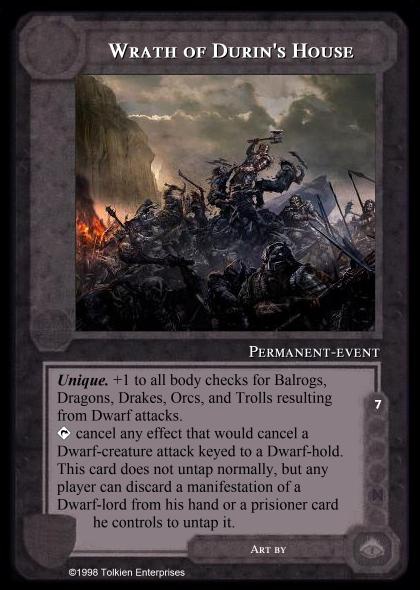 Wrath of Durin's House
Permanent-event
Unique. +1 to all body checks for Balrogs,
Dragons, Drakes, Orcs, and Trolls resulting
from Dwarf attacks.
cancel any effect that would cancel a
Dwarf-creature attack keyed to a Dwarf-hold.
This card does not untap normally, but any
player can discard a manifestation of a
Dwarf-lord from his hand or a prisioner card
he controls to untap it.
7
Art by
©1998 Tolkien Enterprises